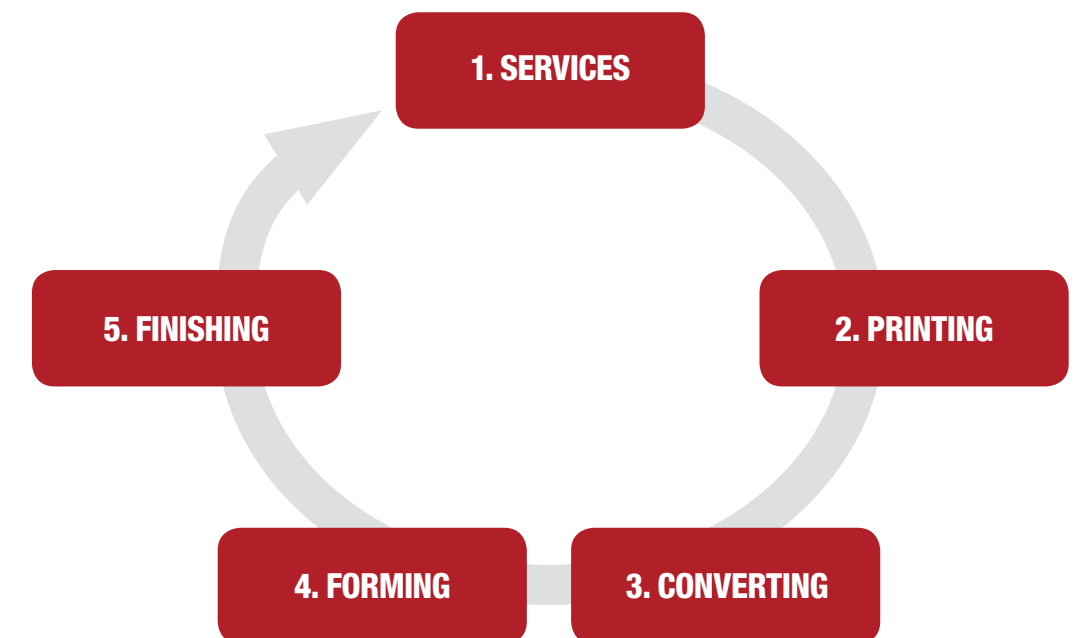 1. SERVICES
2. PRINTING
3. CONVERTING
4. FORMING
5. FINISHING